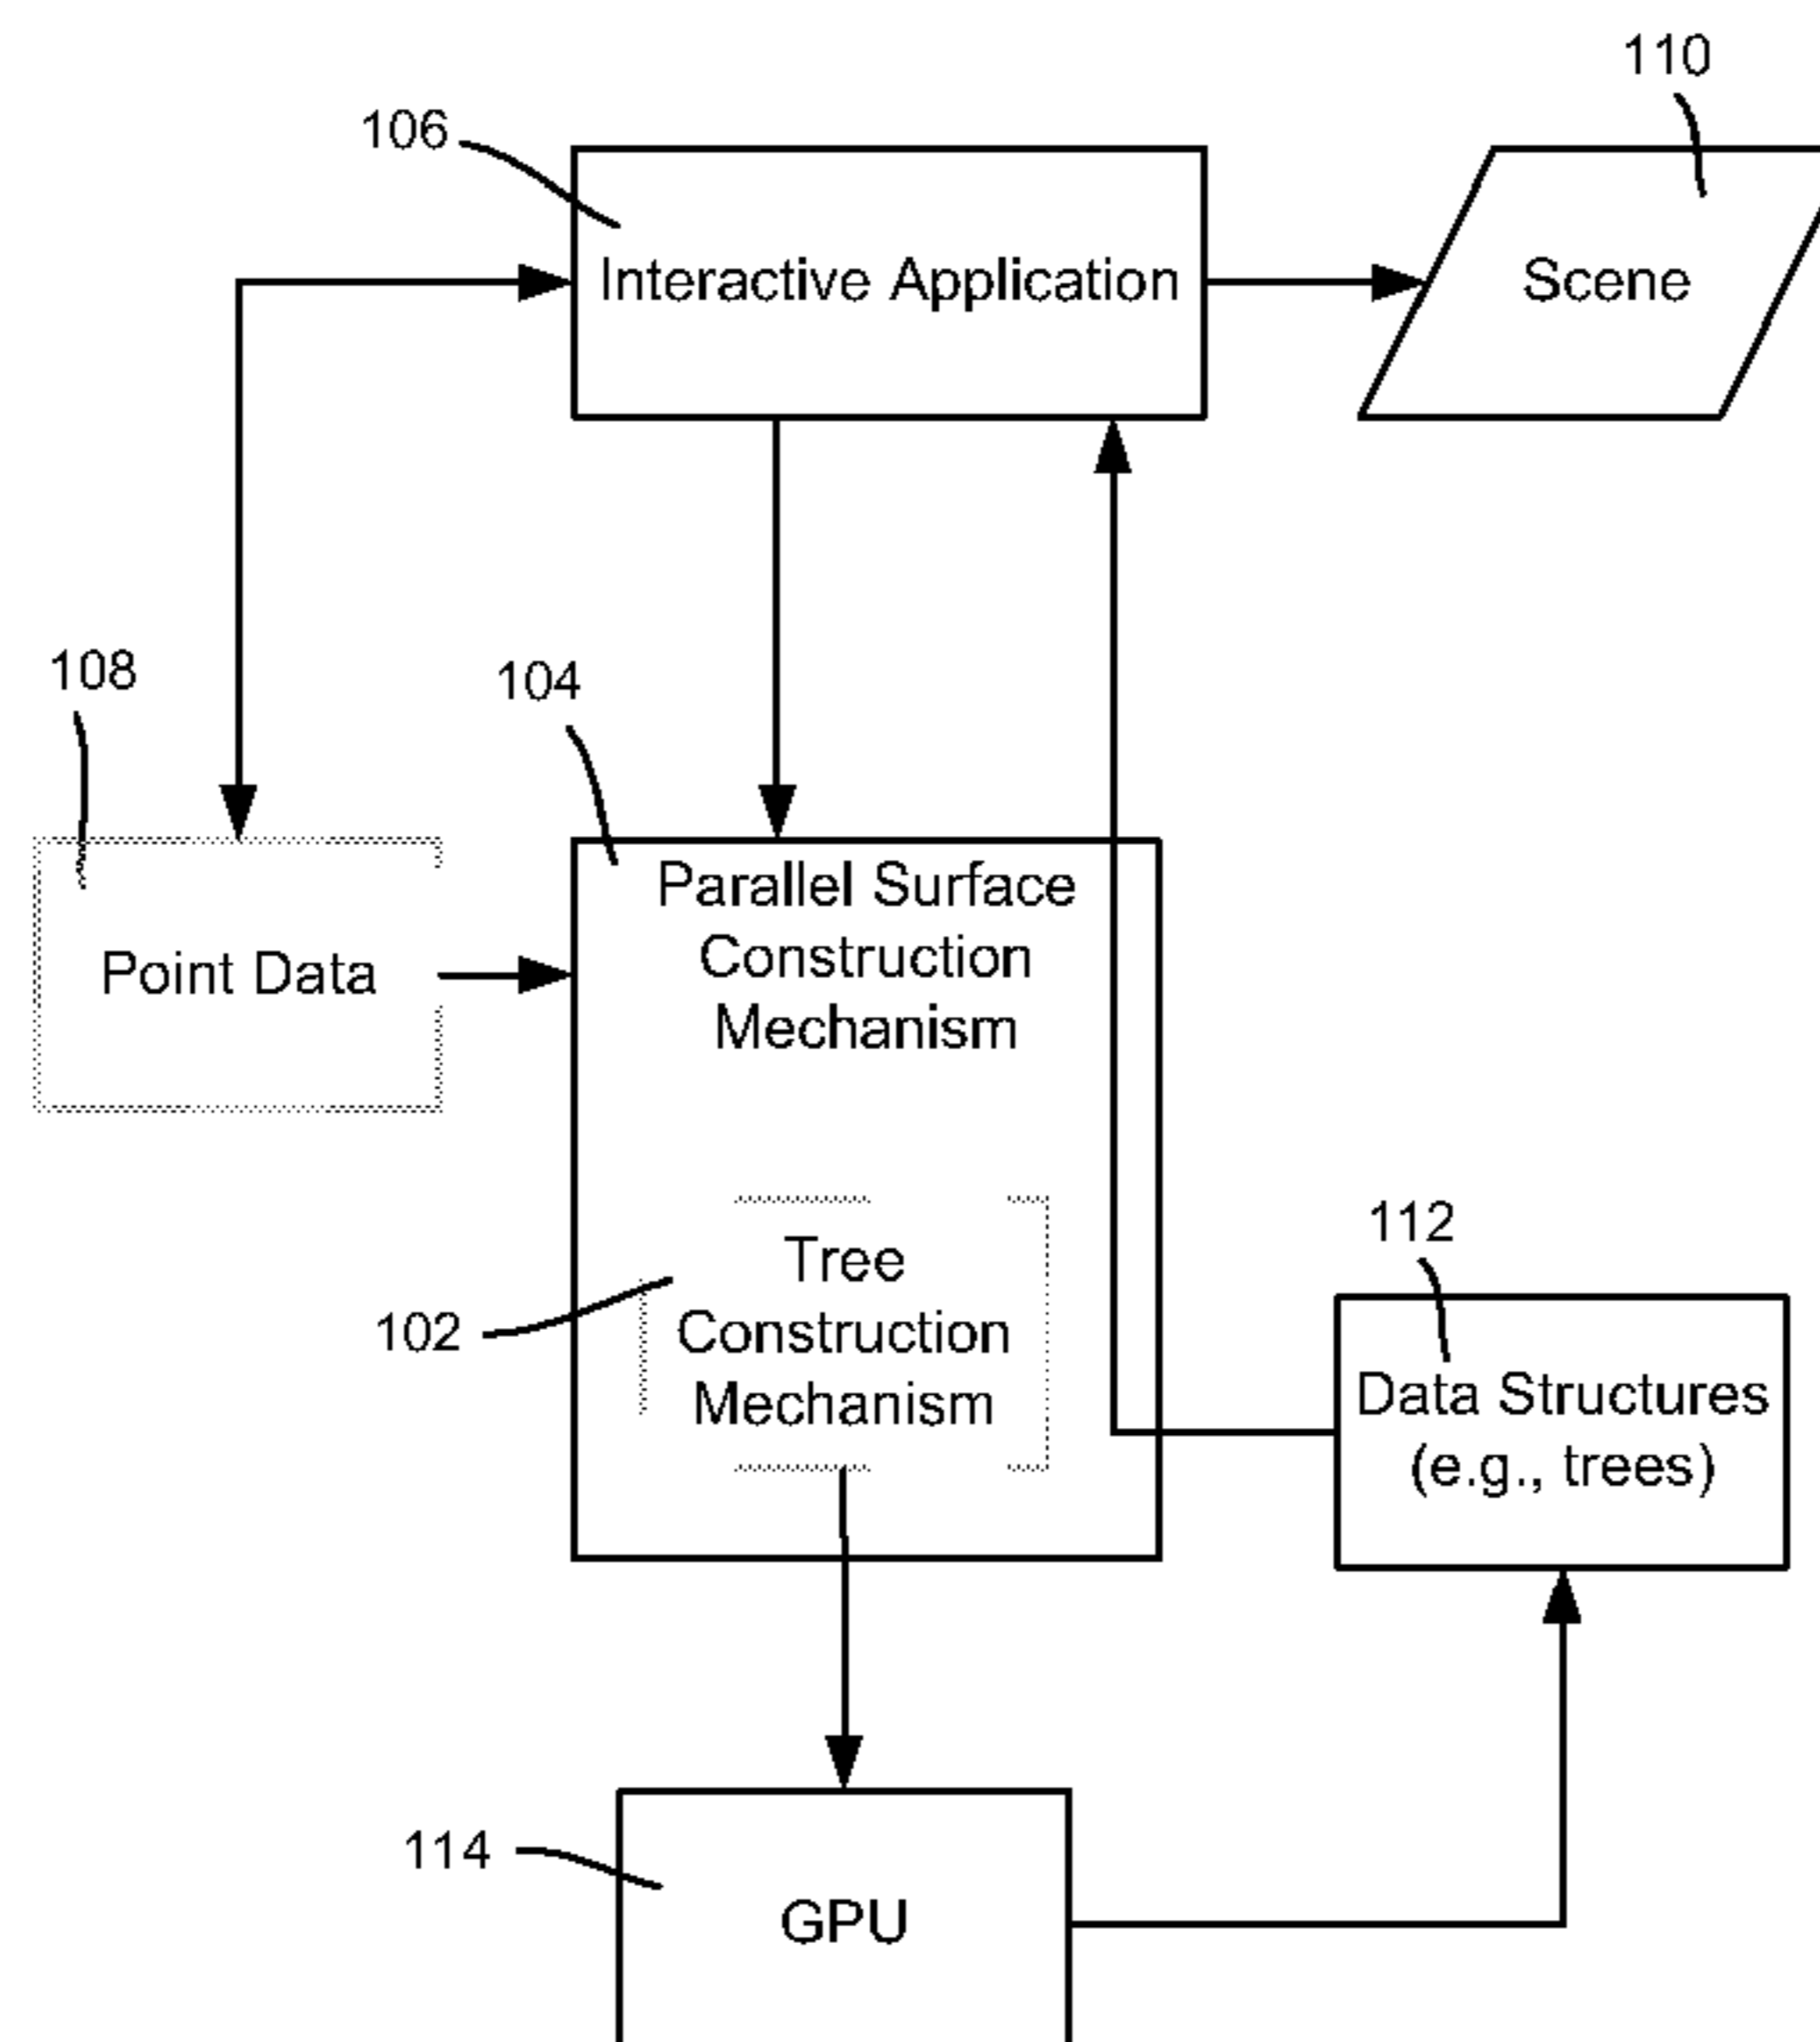 110
106
Interactive Application
Scene
108
104
Parallel Surface
Construction
Mechanism
Point Data
112
Tree
Construction
Mechanism
102
Data Structures
(e.g., trees)
114
GPU